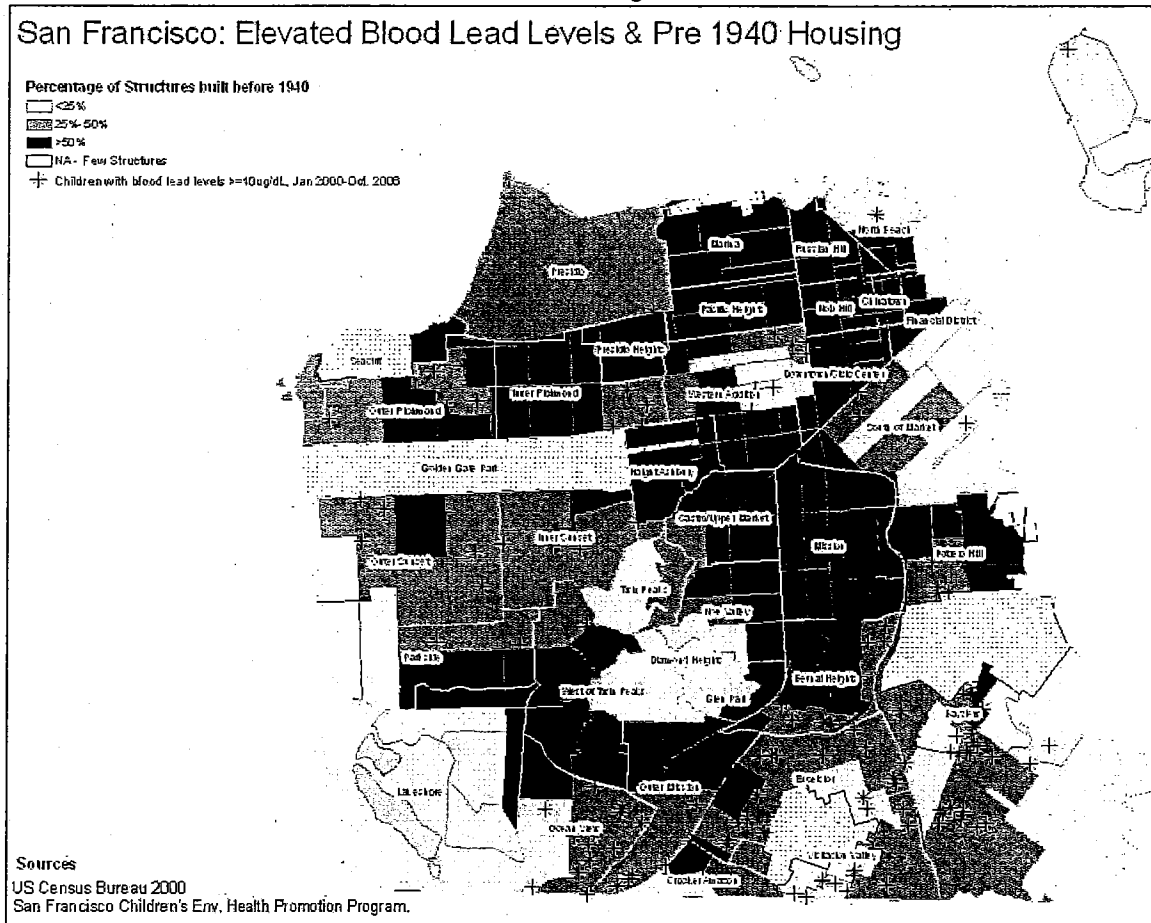 San Francisco: Elevated Blood Lead Levels & Pre 1940 Housing
Percentage of Structures built before 1940
<25%
25%-50%
>50%
NA - Few Structures
Children with blood lead levels >=10ug/dL, Jan 2000-Oct. 2006
North Beach
Marina
Russian Hill
Presidio
Chinatown
Pacific Heights
Nob Hill
Financial District
Presidio Heights
Seacliff
Downtown/Civic Center
Inner Richmond
Western Addition
Outer Richmond
South of Market
Golden Gate Park
Haight Ashbury
Castro/Upper Market
Inner Sunset
Mission
Potrero Hill
Outer Sunset
Twin Peaks
Noe Valley
Parkside
Diamond Heights
Bernal Heights
West of Twin Peaks
Glen Park
Bayview
Excelsior
Outer Mission
Lakeshore
Ocean View
Visitacion Valley
Crocker Amazon
Sources
US Census Bureau 2000
San Francisco Children's Env, Health Promotion Program.